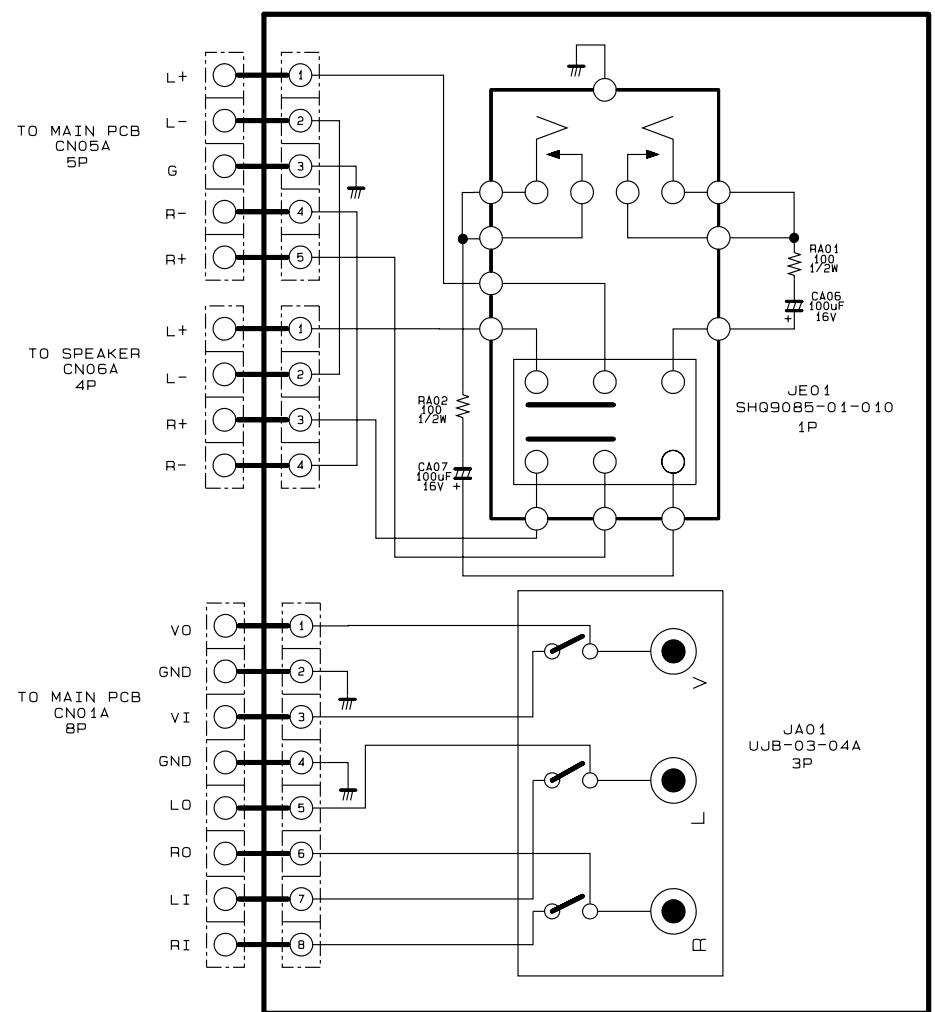 TO MAIN PCB
CN05A
5P
L+
L-
G
R-
R+
1
2
3
4
5
TO SPEAKER
CN06A
4P
L+
L-
R+
R-
1
2
3
4
RA01
100
1/2W
CA06
100uF
16V
+
RA02
100
1/2W
CA07
100uF
16V
+
JE01
SHQ9085-01-010
1P
TO MAIN PCB
CN01A
8P
VO
GND
VI
GND
LO
RO
LI
RI
1
2
3
4
5
6
7
8
V
L
R
JA01
UJB-03-04A
3P